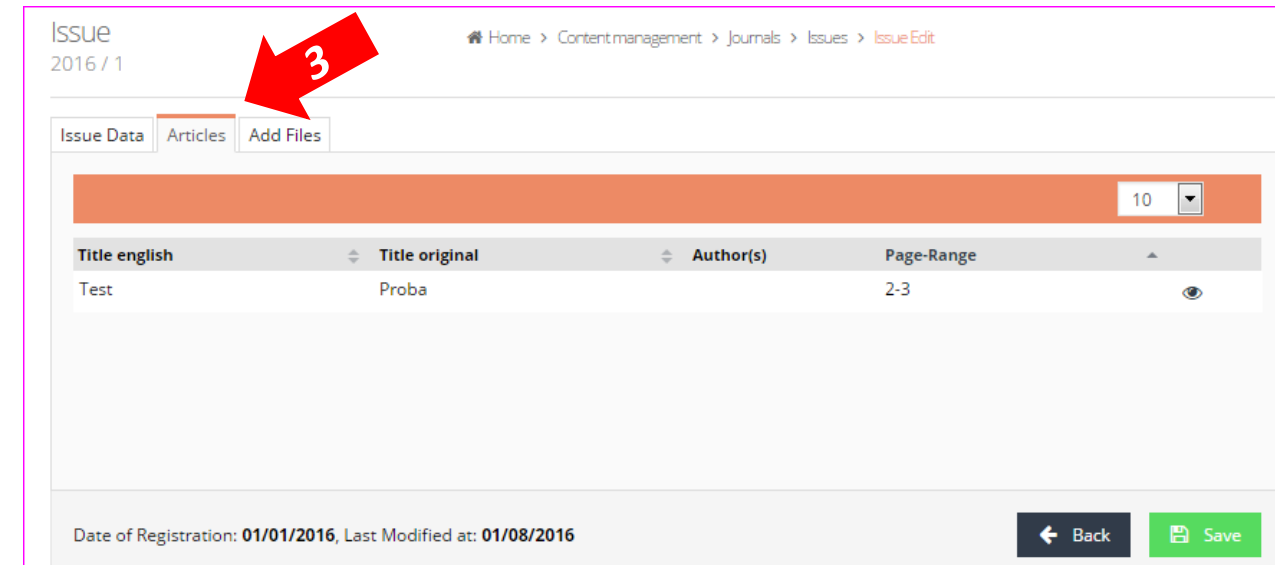 Issue
Home > Content management > Journals > Issues > Issue Edit
2016 / 1
3
Issue Data Articles Add Files
10
Title english Title original Author(s) Page-Range
Test Proba 2-3
Date of Registration: 01/01/2016, Last Modified at: 01/08/2016
Back Save